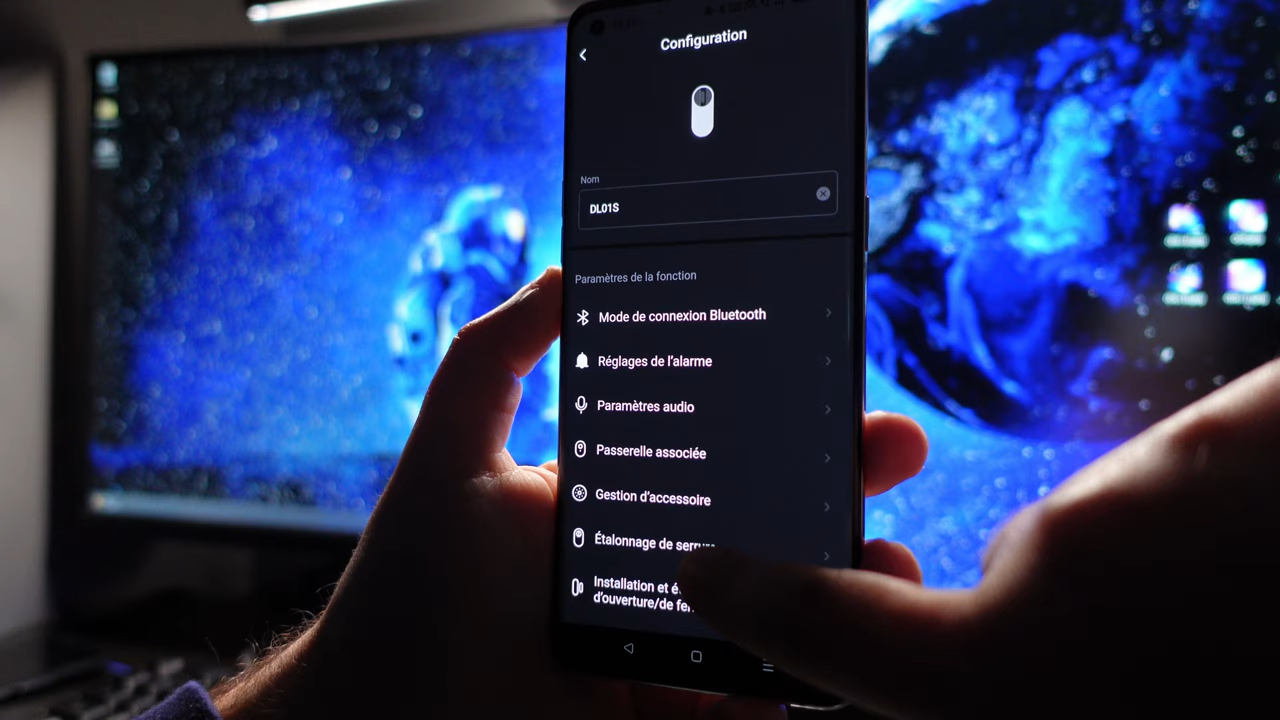 Configuration
Nom
DL01S
Paramètres de la fonction
Mode de connexion Bluetooth
Réglages de l'alarme
Paramètres audio
Passerelle associée
Gestion d'accessoire
Étalonnage de
Installation et
d'ouverture/de